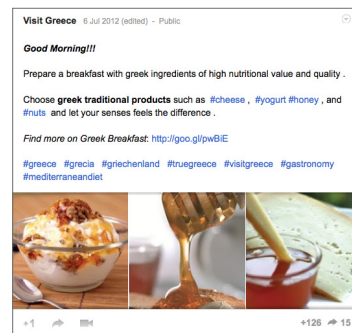 Visit Greece 6 Jul 2012 (edited) - Public
Good Morning!!!
Prepare a breakfast with greek ingredients of high nutritional value and quality .
Choose greek traditional products such as #cheese , #yogurt #honey , and
#nuts and let your senses feels the difference .
Find more on Greek Breakfast: http://goo.gl/pwBiE
#greece #grecia #griechenland #truegreece #visitgreece #gastronomy
#mediterraneandiet
+1 +126 15